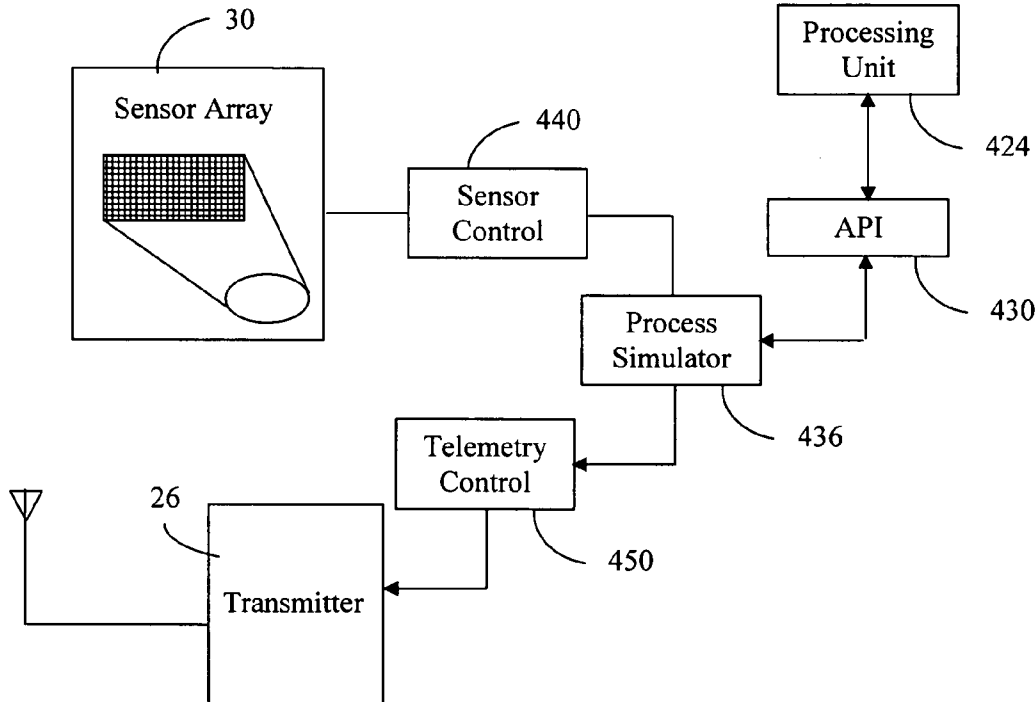 30
Processing
Unit
Sensor Array
440
424
Sensor
Control
API
430
Process
Simulator
436
Telemetry
Control
26
450
Transmitter